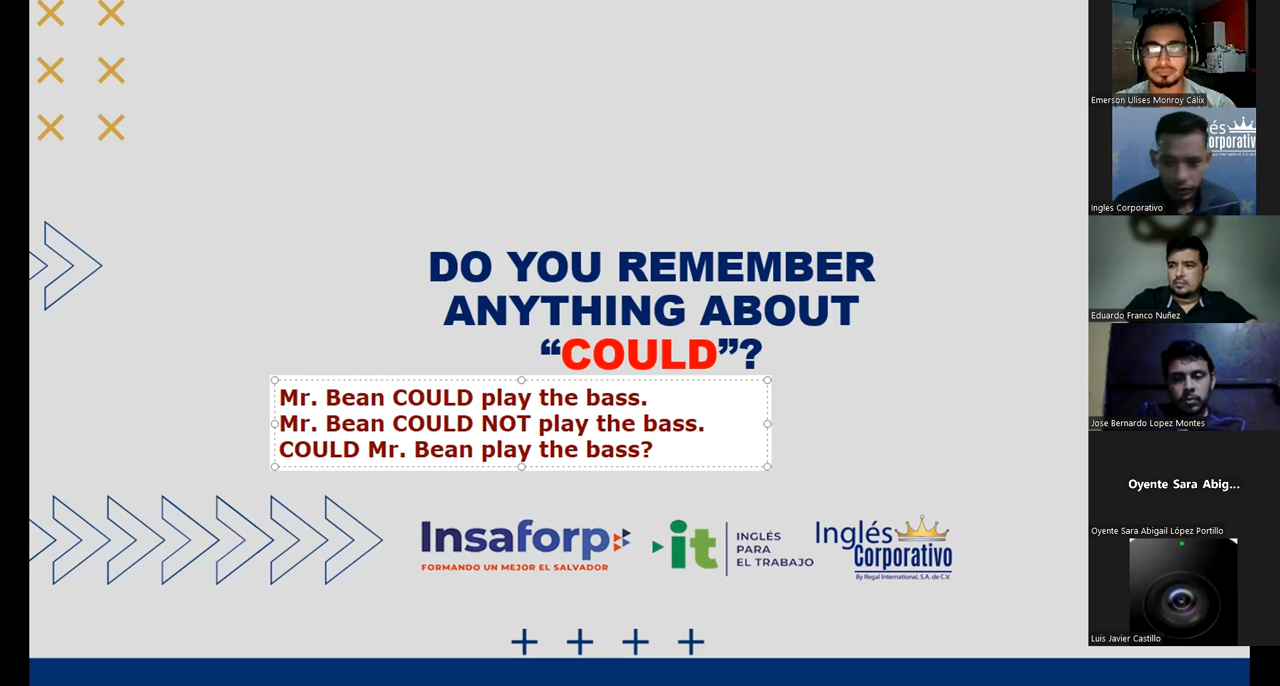 DO YOU REMEMBER
ANYTHING ABOUT
“COULD”?
Mr. Bean COULD play the bass.
Mr. Bean COULD NOT play the bass.
COULD Mr. Bean play the bass?
Insaforp
FORMANDO UN MEJOR EL SALVADOR
it
INGLÉS
PARA
EL TRABAJO
Inglés
Corporativo
By Regal International, S.A. de C.V.
Emerson Ulises Monroy Cálix
és
orporativ
Ingles Corporativo
Eduardo Franco Nuñez
Jose Bernardo Lopez Montes
Oyente Sara Abig...
Oyente Sara Abigail López Portillo
Luis Javier Castillo